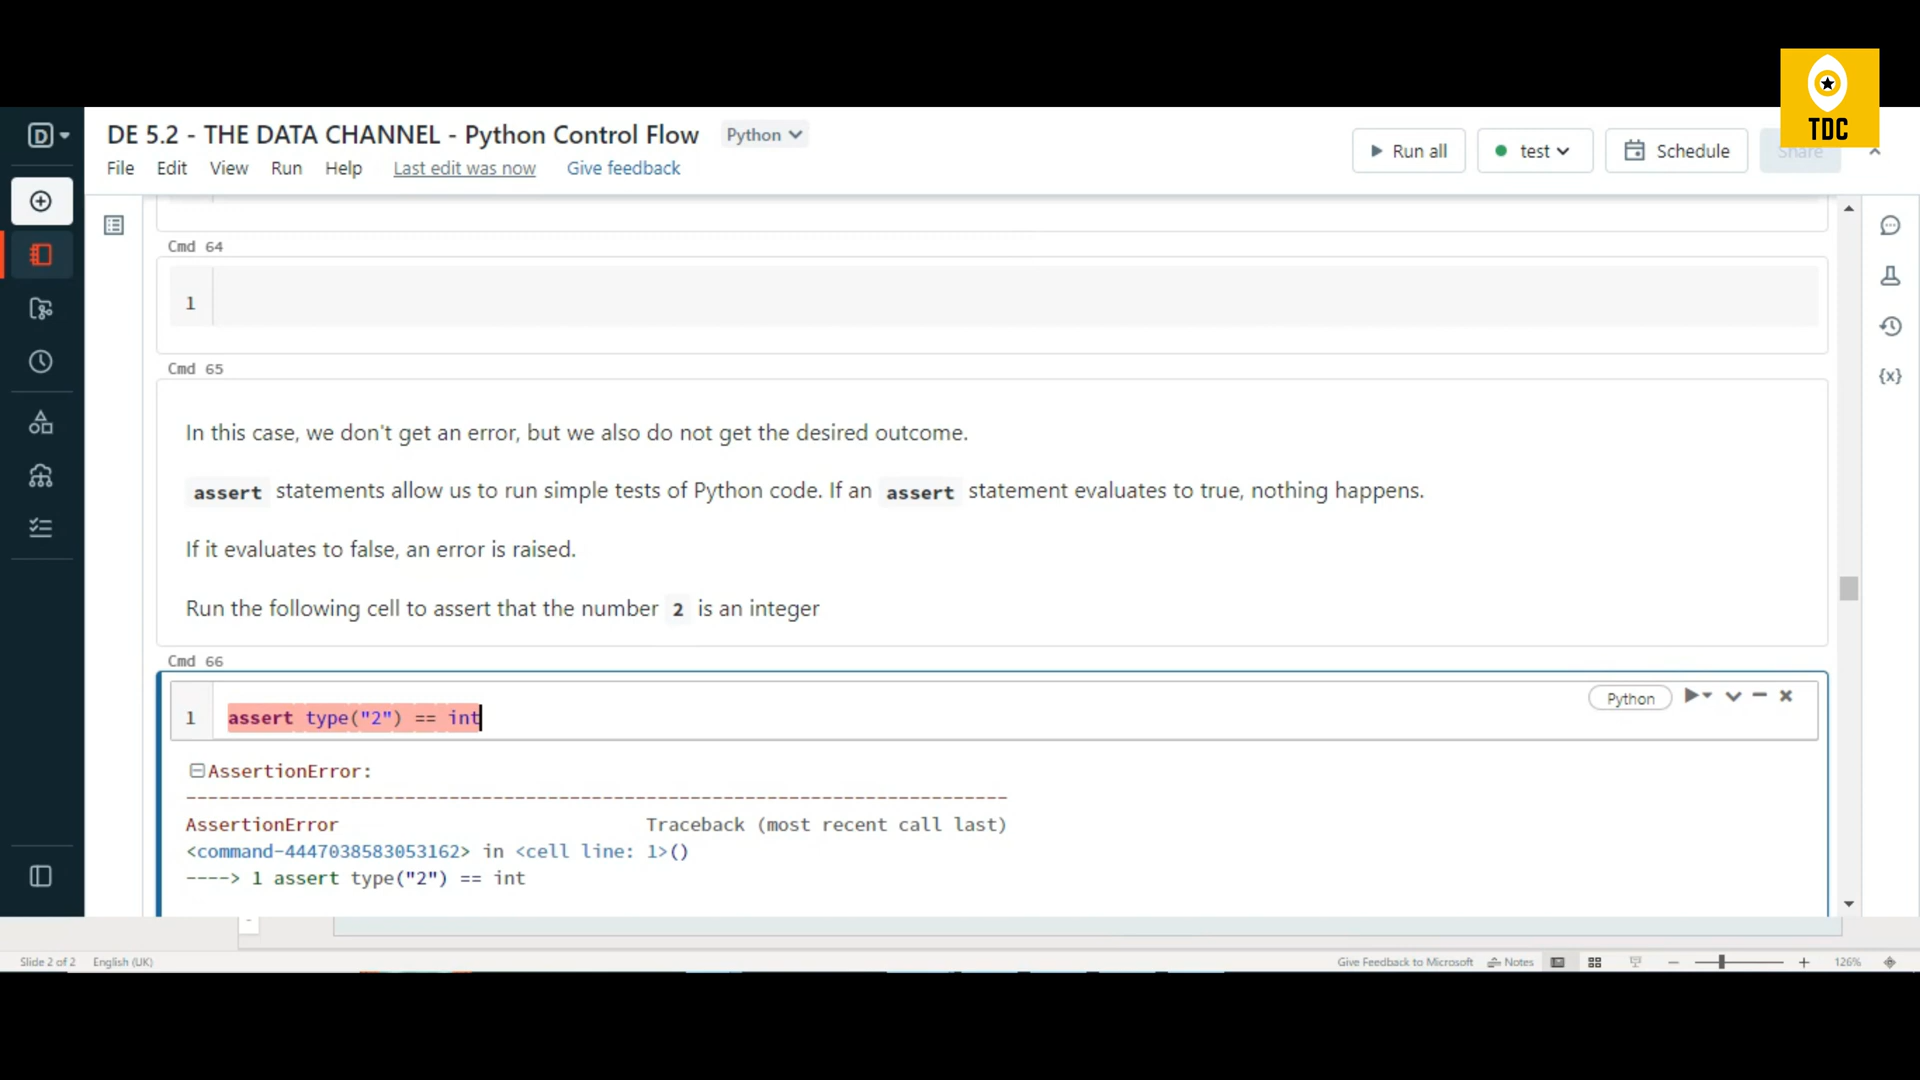 TDC
D
DE 5.2 - THE DATA CHANNEL - Python Control Flow Python
File Edit View Run Help Last edit was now Give feedback
Run all test Schedule Share
Cmd 64
1
Cmd 65
In this case, we don't get an error, but we also do not get the desired outcome.
assert statements allow us to run simple tests of Python code. If an assert statement evaluates to true, nothing happens.
If it evaluates to false, an error is raised.
Run the following cell to assert that the number 2 is an integer
Cmd 66
1 assert type("2") == int Python
AssertionError:
---------------------------------------------------------------------------
AssertionError Traceback (most recent call last)
<command-4447038583053162> in <cell line: 1>()
----> 1 assert type("2") == int
{x}
Slide 2 of 2 English (UK) Give Feedback to Microsoft Notes 126%